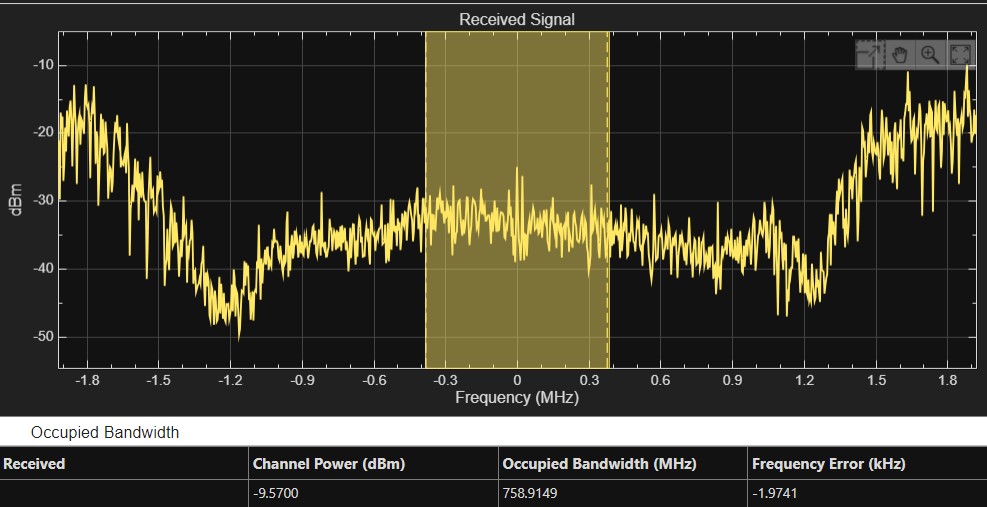 Received Signal
-10
-20
-30
-40
-50
dBm
-1.8 -1.5 -1.2 -0.9 -0.6 -0.3 0 0.3 0.6 0.9 1.2 1.5 1.8
Frequency (MHz)
Occupied Bandwidth
Received Channel Power (dBm) Occupied Bandwidth (MHz) Frequency Error (kHz)
-9.5700 758.9149 -1.9741